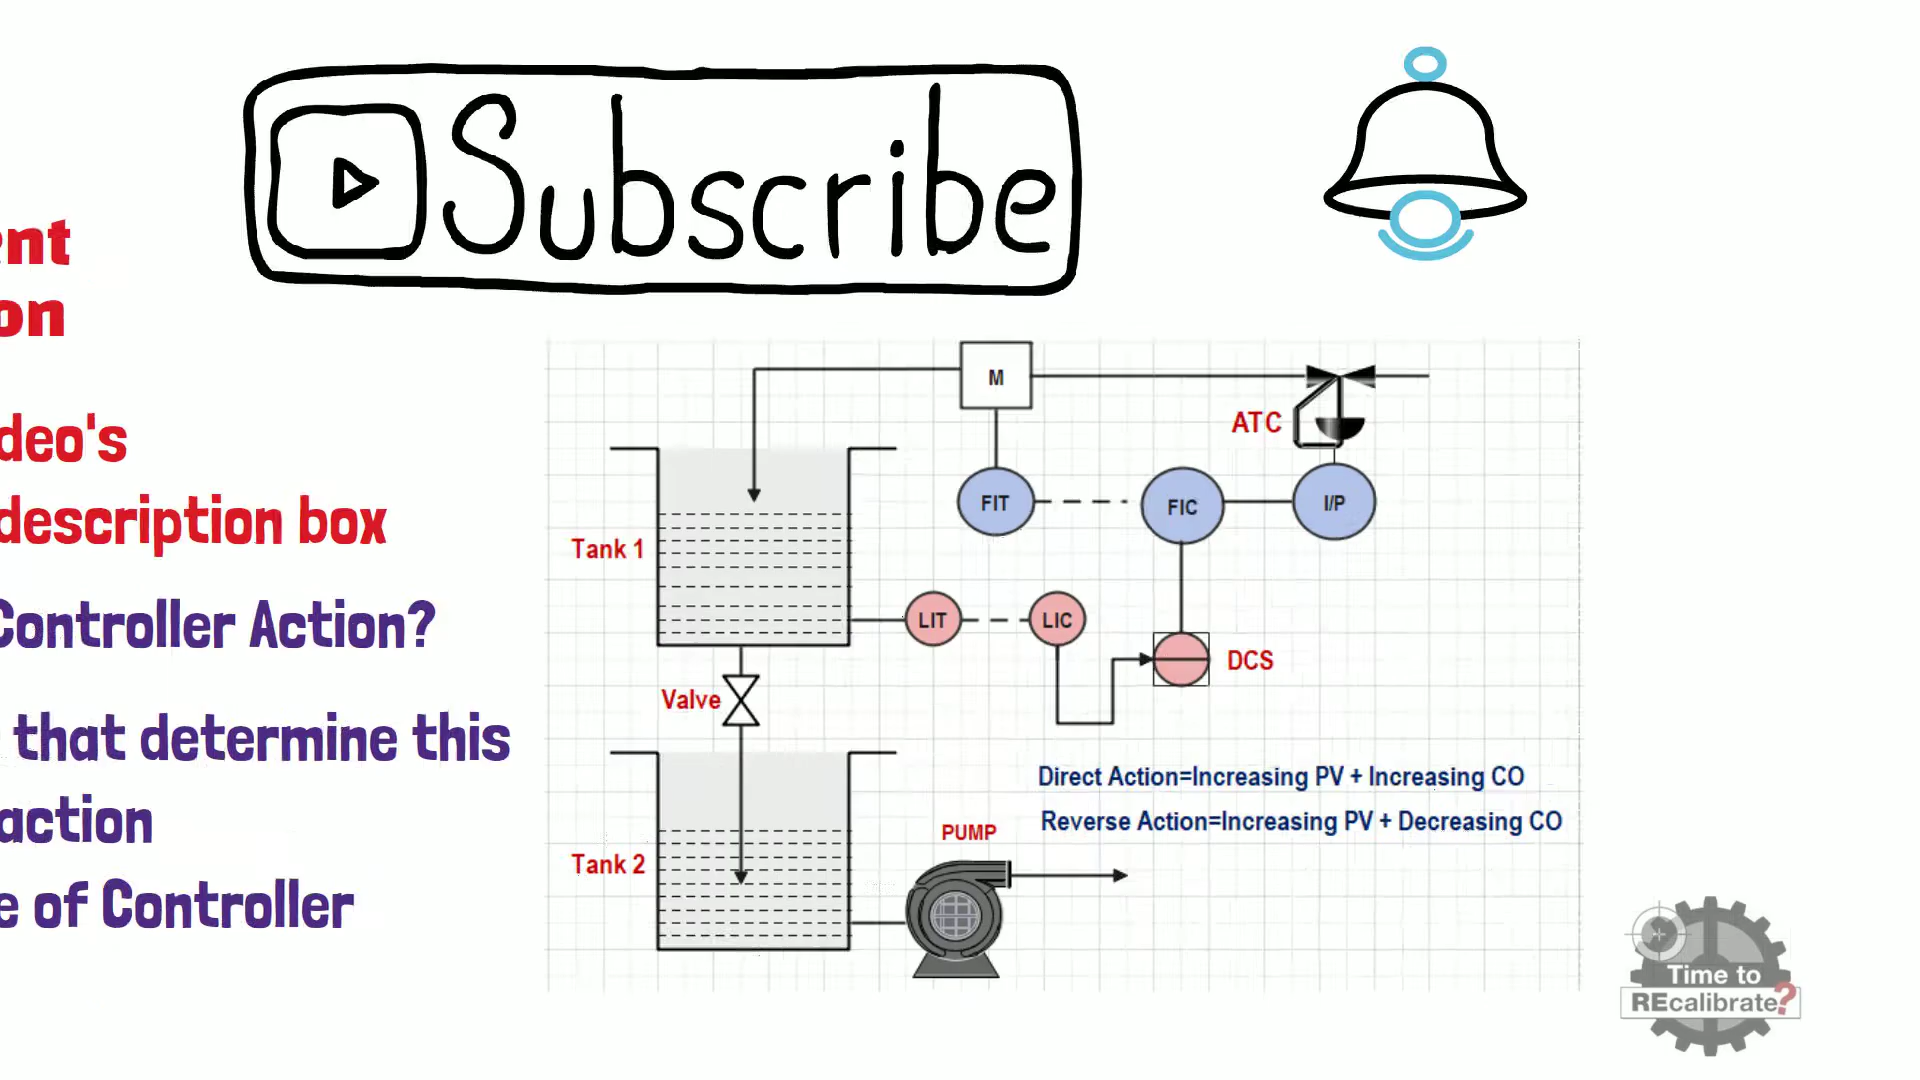 Subscribe
ent
on
deo's
description box
Controller Action?
that determine this
action
e of Controller
M
ATC
FIT
FIC
I/P
Tank 1
LIT
LIC
DCS
Valve
Direct Action=Increasing PV + Increasing CO
Reverse Action=Increasing PV + Decreasing CO
PUMP
Tank 2
Time to
REcalibrate?